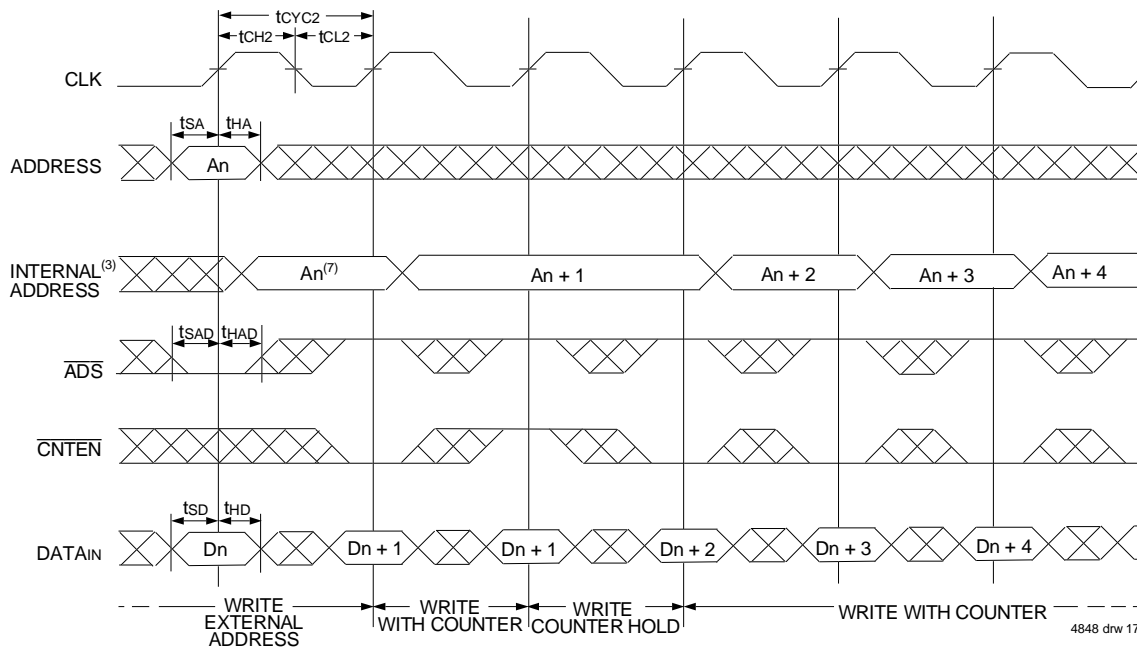 tCYC2
tCH2 tCL2
CLK
tSA tHA
ADDRESS An
INTERNAL(3)
ADDRESS
An(7) An + 1 An + 2 An + 3 An + 4
tSAD tHAD
ADS
CNTEN
tSD tHD
DATAIN Dn Dn + 1 Dn + 1 Dn + 2 Dn + 3 Dn + 4
WRITE
EXTERNAL
ADDRESS
WRITE
WITH COUNTER
WRITE
COUNTER HOLD
WRITE WITH COUNTER
4848 drw 17